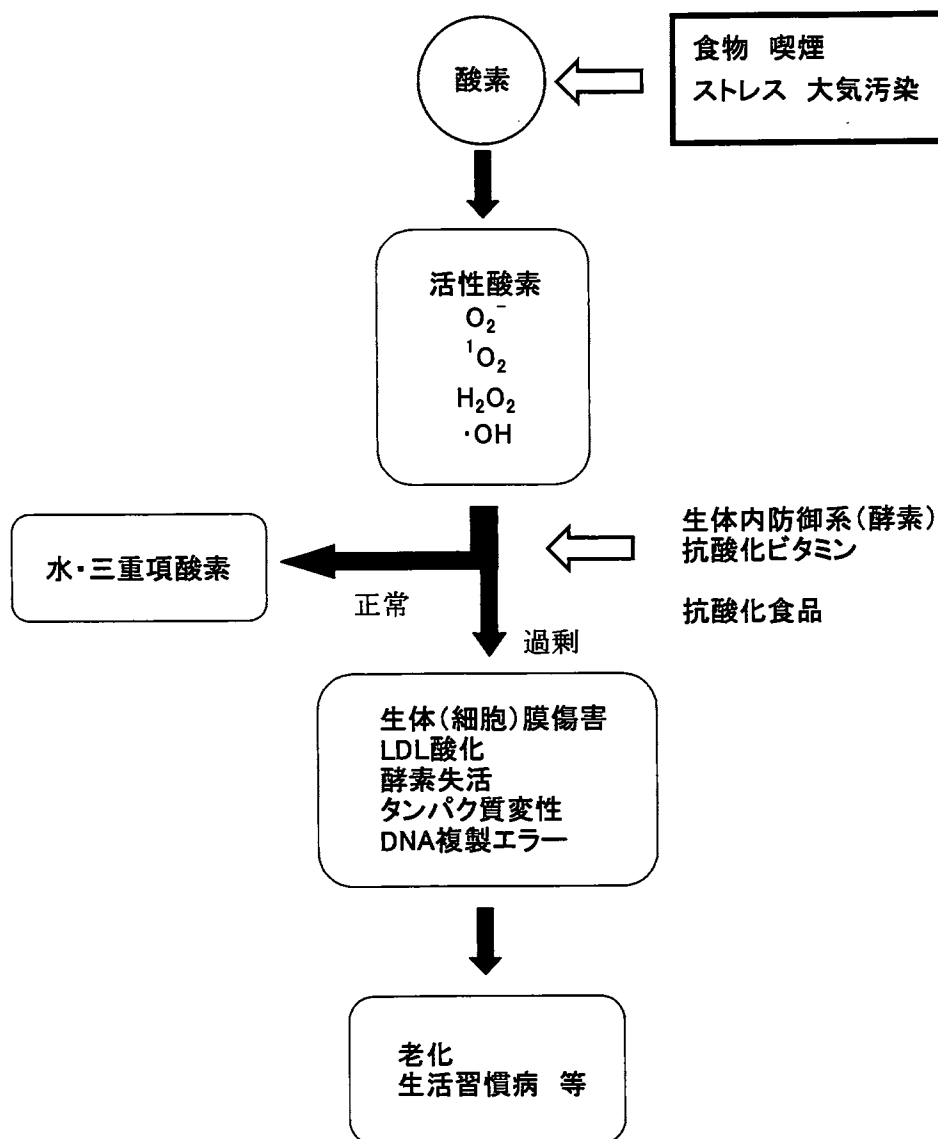 酸素
食物 喫煙
ストレス 大気汚染
活性酸素
O₂⁻
¹O₂
H₂O₂
・OH
水・三重項酸素
正常
過剰
生体内防御系(酵素)
抗酸化ビタミン
抗酸化食品
生体(細胞)膜傷害
LDL酸化
酵素失活
タンパク質変性
DNA複製エラー
老化
生活習慣病 等